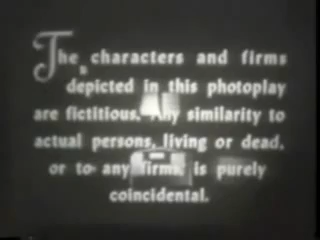 The characters and firms
depicted in this photoplay
are fictitious. Any similarity to
actual persons, living or dead,
or to any firms, is purely
coincidental.